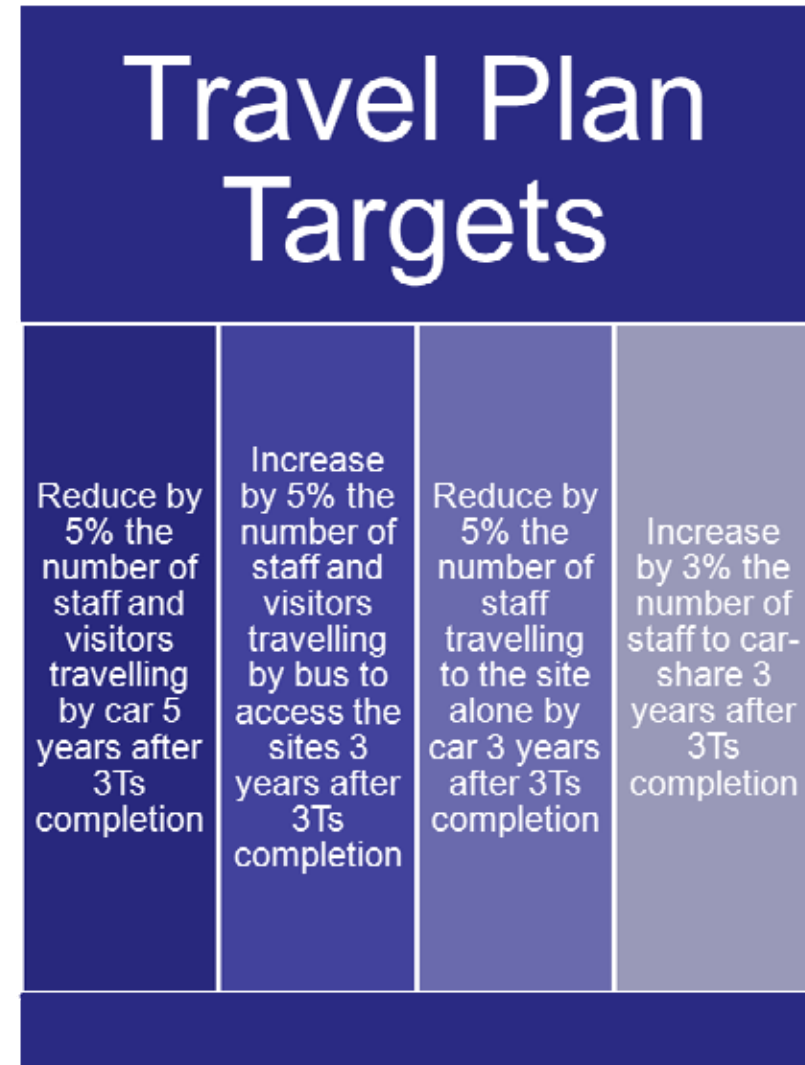 Travel Plan
Targets
Reduce by
5% the
number of
staff and
visitors
travelling
by car 5
years after
3Ts
completion
Increase
by 5% the
number of
staff and
visitors
travelling
by bus to
access the
sites 3
years after
3Ts
completion
Reduce by
5% the
number of
staff
travelling
to the site
alone by
car 3 years
after 3Ts
completion
Increase
by 3% the
number of
staff to car-
share 3
years after
3Ts
completion